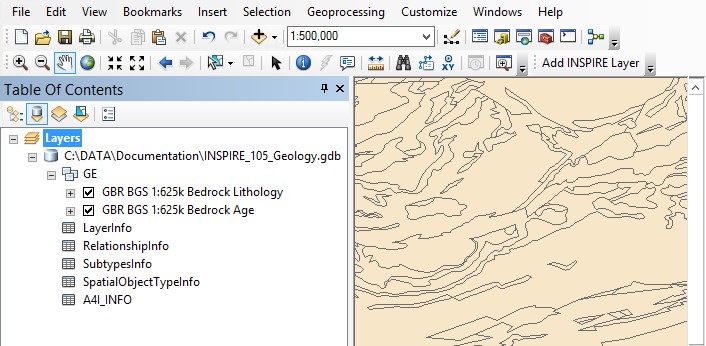 File Edit View Bookmarks Insert Selection Geoprocessing Customize Windows Help
1:500,000
XY
Add INSPIRE Layer
Table Of Contents
Layers
C:\DATA\Documentation\INSPIRE_105_Geology.gdb
GE
GBR BGS 1:625k Bedrock Lithology
GBR BGS 1:625k Bedrock Age
LayerInfo
RelationshipInfo
SubtypesInfo
SpatialObjectTypeInfo
A4I_INFO